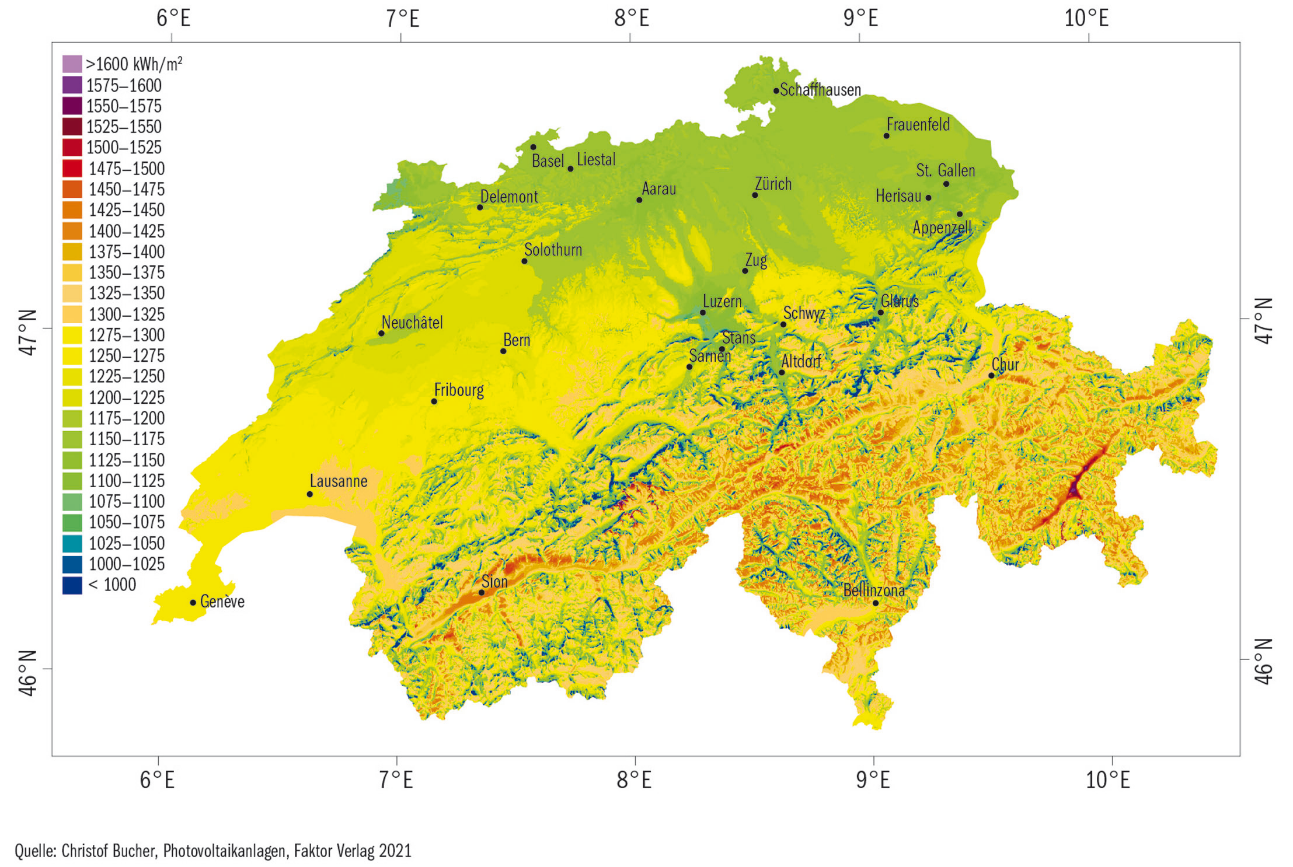 6°E 7°E 8°E 9°E 10°E
>1600 kWh/m²
1575–1600
1550–1575
1525–1550
1500–1525
1475–1500
1450–1475
1425–1450
1400–1425
1375–1400
1350–1375
1325–1350
1300–1325
1275–1300
1250–1275
1225–1250
1200–1225
1175–1200
1150–1175
1125–1150
1100–1125
1075–1100
1050–1075
1025–1050
1000–1025
< 1000
Schaffhausen
Frauenfeld
Basel
Liestal
St. Gallen
Aarau
Zürich
Herisau
Delemont
Appenzell
Solothurn
Zug
Luzern
Glarus
Schwyz
Neuchâtel
Bern
Stans
Sarnen
Altdorf
Chur
Fribourg
Lausanne
Sion
Bellinzona
Genève
47°N
47°N
46°N
46°N
6°E 7°E 8°E 9°E 10°E
Quelle: Christof Bucher, Photovoltaikanlagen, Faktor Verlag 2021